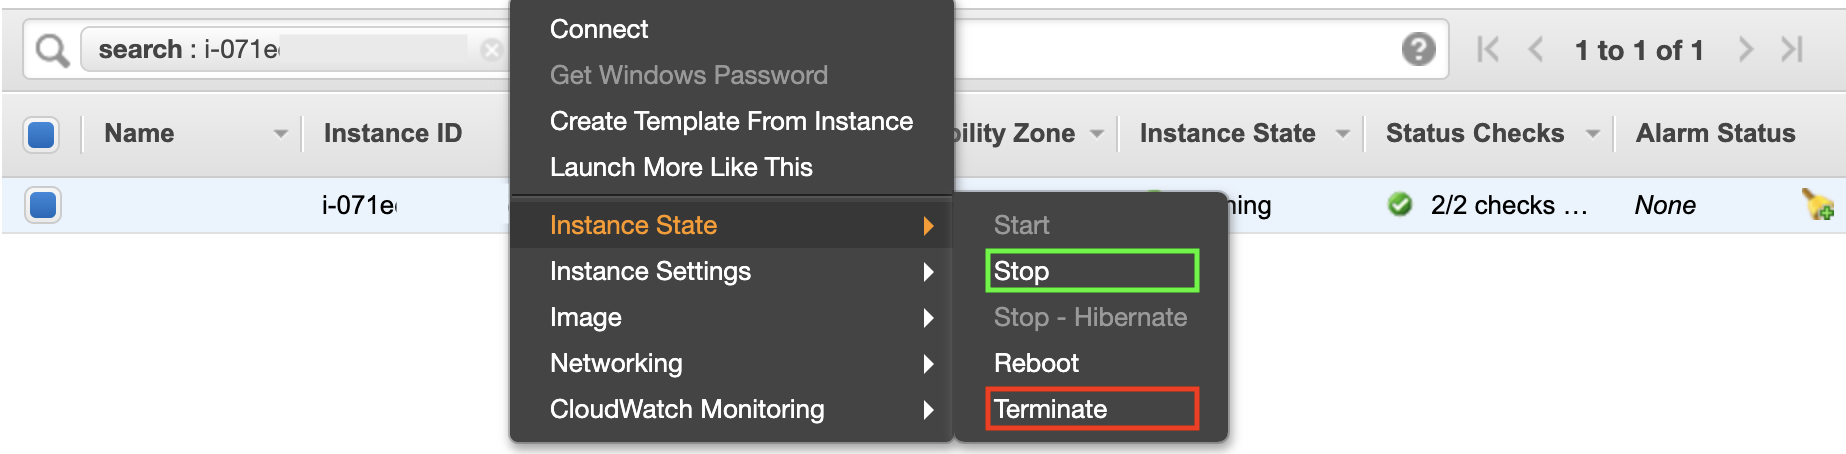 search : i-071e
1 to 1 of 1
Name
Instance ID
bility Zone
Instance State
Status Checks
Alarm Status
i-071e
ning
2/2 checks ...
None
Connect
Get Windows Password
Create Template From Instance
Launch More Like This
Instance State
Instance Settings
Image
Networking
CloudWatch Monitoring
Start
Stop
Stop - Hibernate
Reboot
Terminate